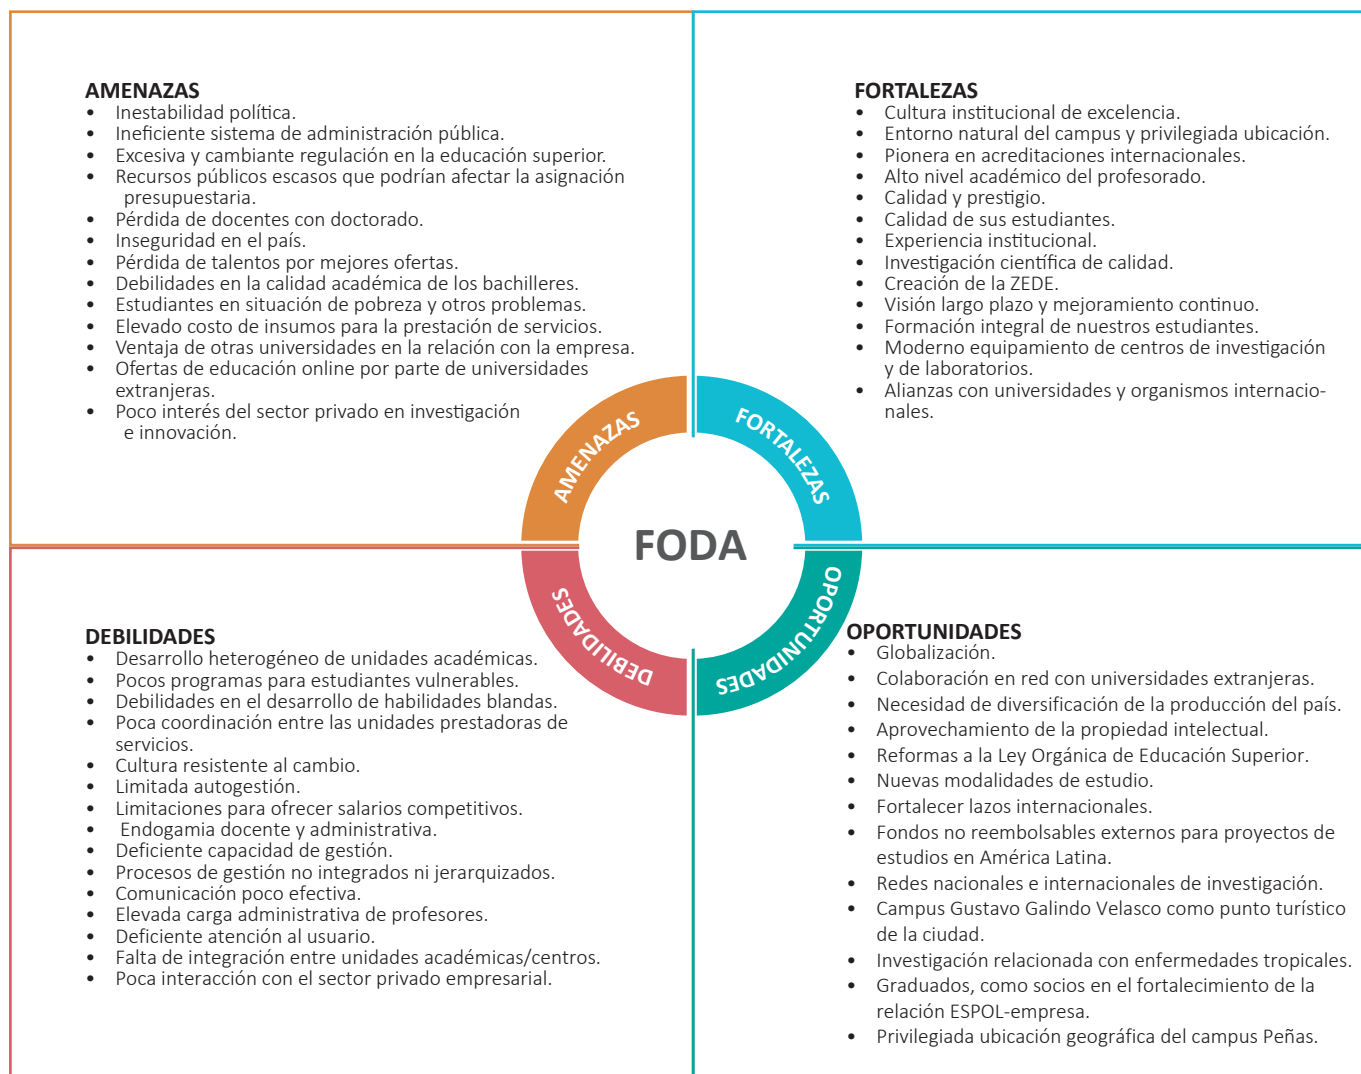 AMENAZAS
• Inestabilidad política.
• Ineficiente sistema de administración pública.
• Excesiva y cambiante regulación en la educación superior.
• Recursos públicos escasos que podrían afectar la asignación
presupuestaria.
• Pérdida de docentes con doctorado.
• Inseguridad en el país.
• Pérdida de talentos por mejores ofertas.
• Debilidades en la calidad académica de los bachilleres.
• Estudiantes en situación de pobreza y otros problemas.
• Elevado costo de insumos para la prestación de servicios.
• Ventaja de otras universidades en la relación con la empresa.
• Ofertas de educación online por parte de universidades
extranjeras.
• Poco interés del sector privado en investigación
e innovación.
FORTALEZAS
• Cultura institucional de excelencia.
• Entorno natural del campus y privilegiada ubicación.
• Pionera en acreditaciones internacionales.
• Alto nivel académico del profesorado.
• Calidad y prestigio.
• Calidad de sus estudiantes.
• Experiencia institucional.
• Investigación científica de calidad.
• Creación de la ZEDE.
• Visión largo plazo y mejoramiento continuo.
• Formación integral de nuestros estudiantes.
• Moderno equipamiento de centros de investigación
y de laboratorios.
• Alianzas con universidades y organismos internacio-
nales.
AMENAZAS
FORTALEZAS
FODA
DEBILIDADES
OPORTUNIDADES
DEBILIDADES
• Desarrollo heterogéneo de unidades académicas.
• Pocos programas para estudiantes vulnerables.
• Debilidades en el desarrollo de habilidades blandas.
• Poca coordinación entre las unidades prestadoras de
servicios.
• Cultura resistente al cambio.
• Limitada autogestión.
• Limitaciones para ofrecer salarios competitivos.
• Endogamia docente y administrativa.
• Deficiente capacidad de gestión.
• Procesos de gestión no integrados ni jerarquizados.
• Comunicación poco efectiva.
• Elevada carga administrativa de profesores.
• Deficiente atención al usuario.
• Falta de integración entre unidades académicas/centros.
• Poca interacción con el sector privado empresarial.
OPORTUNIDADES
• Globalización.
• Colaboración en red con universidades extranjeras.
• Necesidad de diversificación de la producción del país.
• Aprovechamiento de la propiedad intelectual.
• Reformas a la Ley Orgánica de Educación Superior.
• Nuevas modalidades de estudio.
• Fortalecer lazos internacionales.
• Fondos no reembolsables externos para proyectos de
estudios en América Latina.
• Redes nacionales e internacionales de investigación.
• Campus Gustavo Galindo Velasco como punto turístico
de la ciudad.
• Investigación relacionada con enfermedades tropicales.
• Graduados, como socios en el fortalecimiento de la
relación ESPOL-empresa.
• Privilegiada ubicación geográfica del campus Peñas.